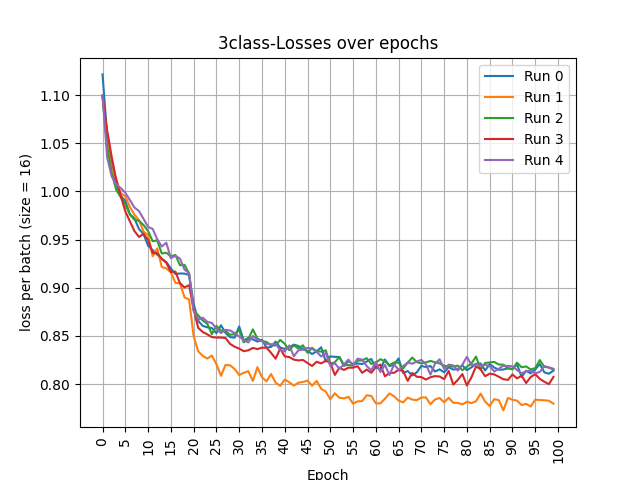 3class-Losses over epochs
loss per batch (size = 16)
1.10
1.05
1.00
0.95
0.90
0.85
0.80
Run 0
Run 1
Run 2
Run 3
Run 4
0 5 10 15 20 25 30 35 40 45 50 55 60 65 70 75 80 85 90 95 100
Epoch